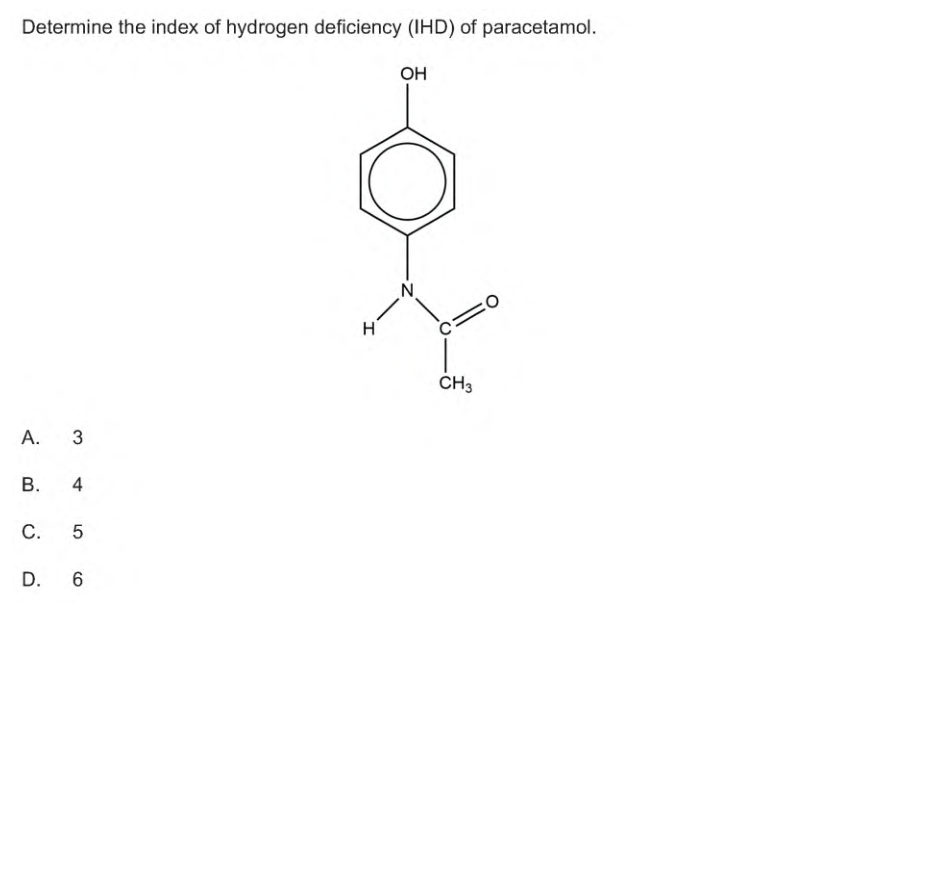 Determine the index of hydrogen deficiency (IHD) of paracetamol.
OH
N
O
H
C
CH₃
A. 3
B. 4
C. 5
D. 6